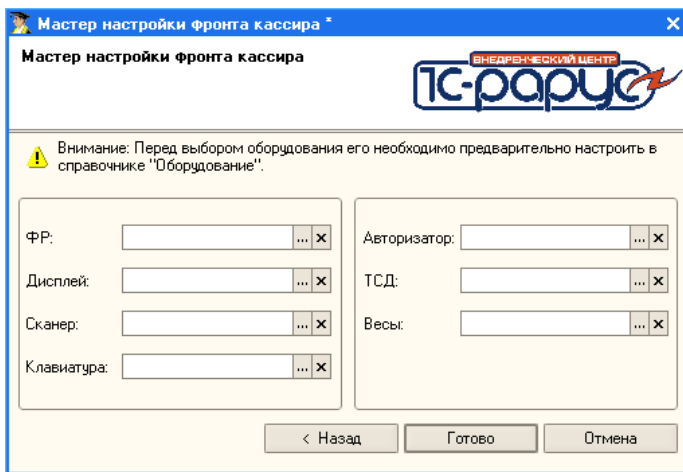 Мастер настройки фронта кассира *
Мастер настройки фронта кассира
ВНЕДРЕНЧЕСКИЙ ЦЕНТР
1С-рарус
Внимание: Перед выбором оборудования его необходимо предварительно настроить в
справочнике "Оборудование".
ФР:
Дисплей:
Сканер:
Клавиатура:
Авторизатор:
ТСД:
Весы:
< Назад
Готово
Отмена